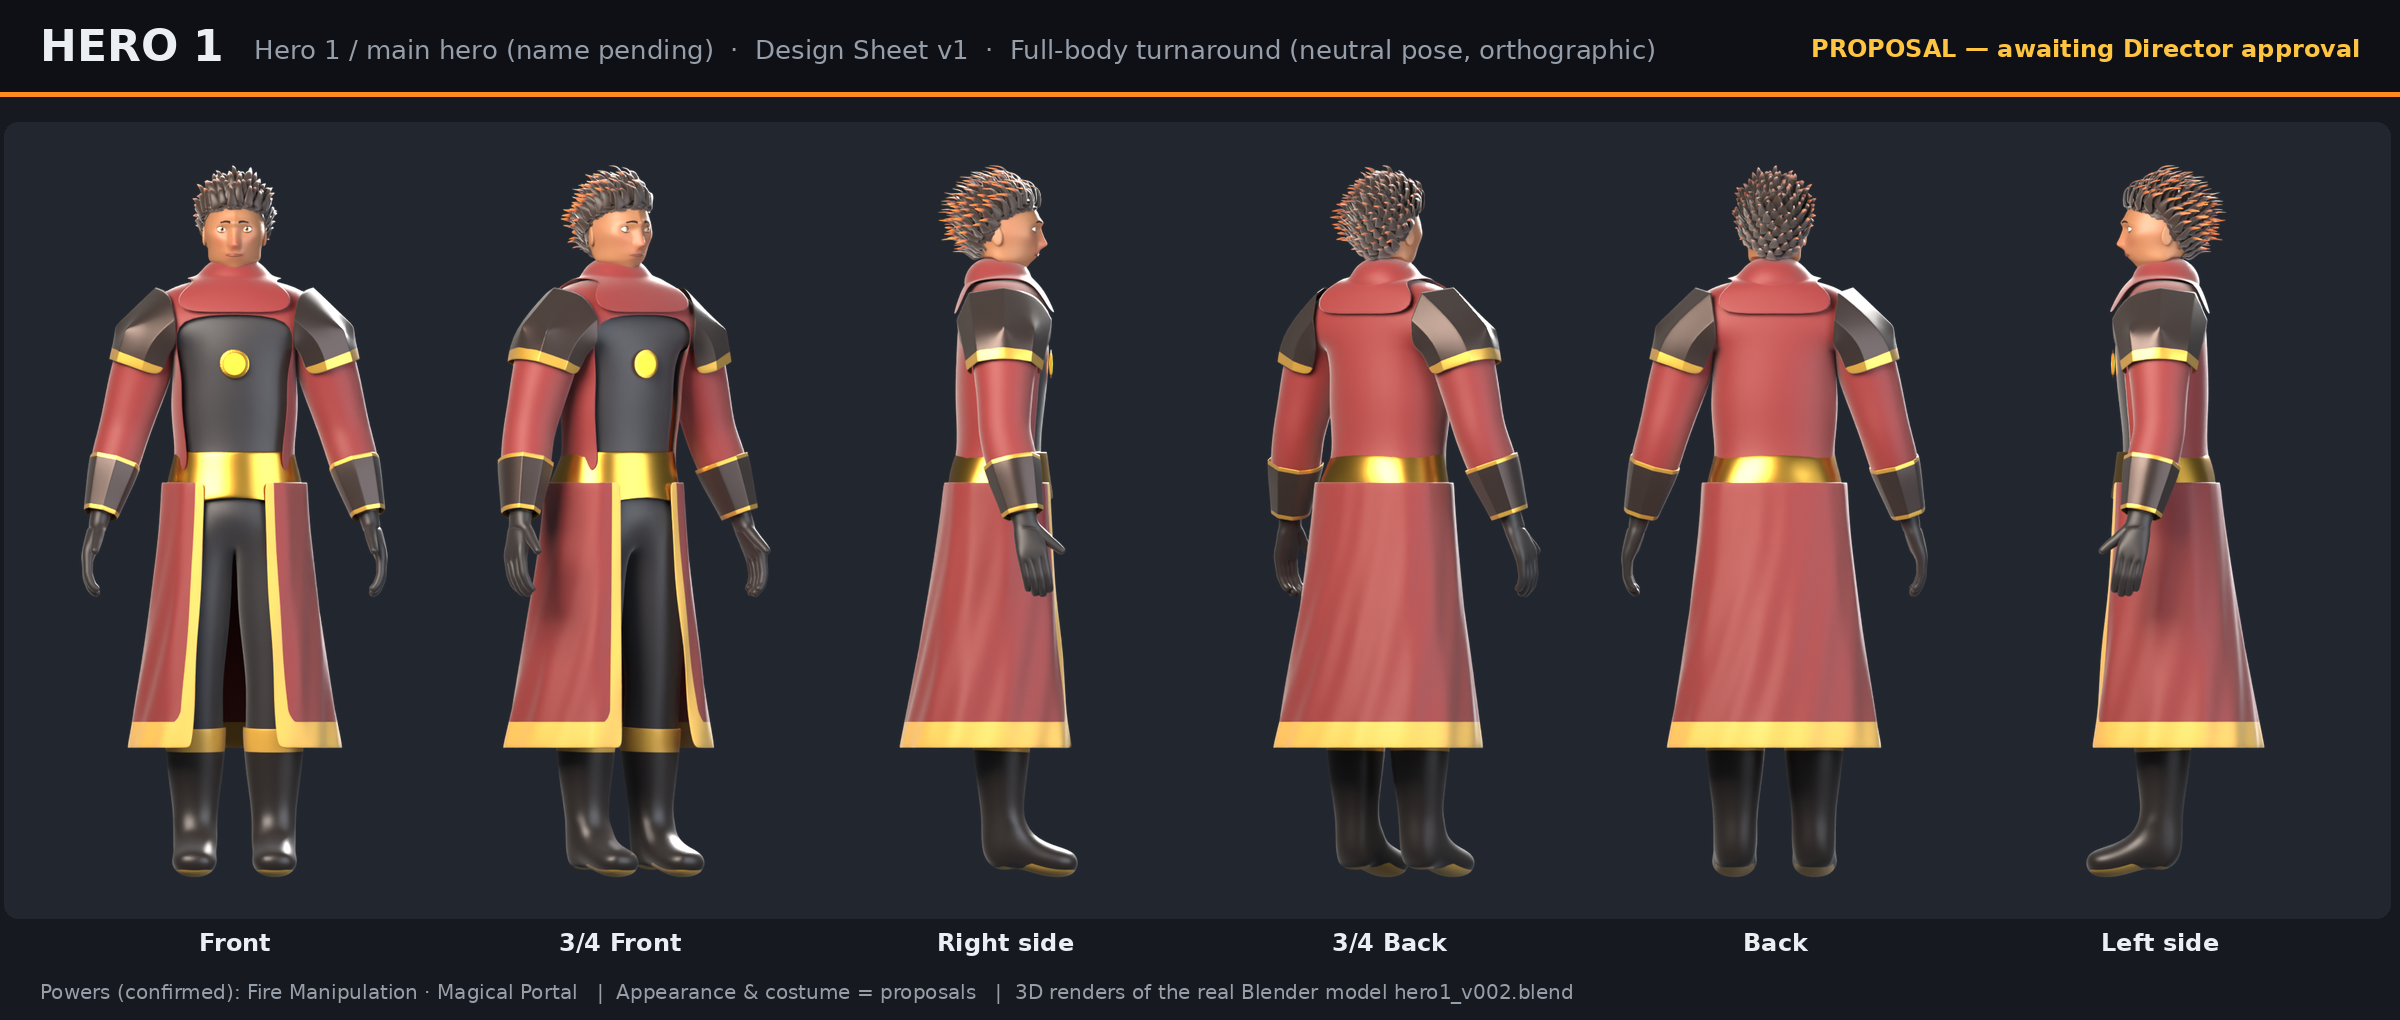 HERO 1 Hero 1 / main hero (name pending) · Design Sheet v1 · Full-body turnaround (neutral pose, orthographic) PROPOSAL — awaiting Director approval
Front 3/4 Front Right side 3/4 Back Back Left side
Powers (confirmed): Fire Manipulation · Magical Portal | Appearance & costume = proposals | 3D renders of the real Blender model hero1_v002.blend